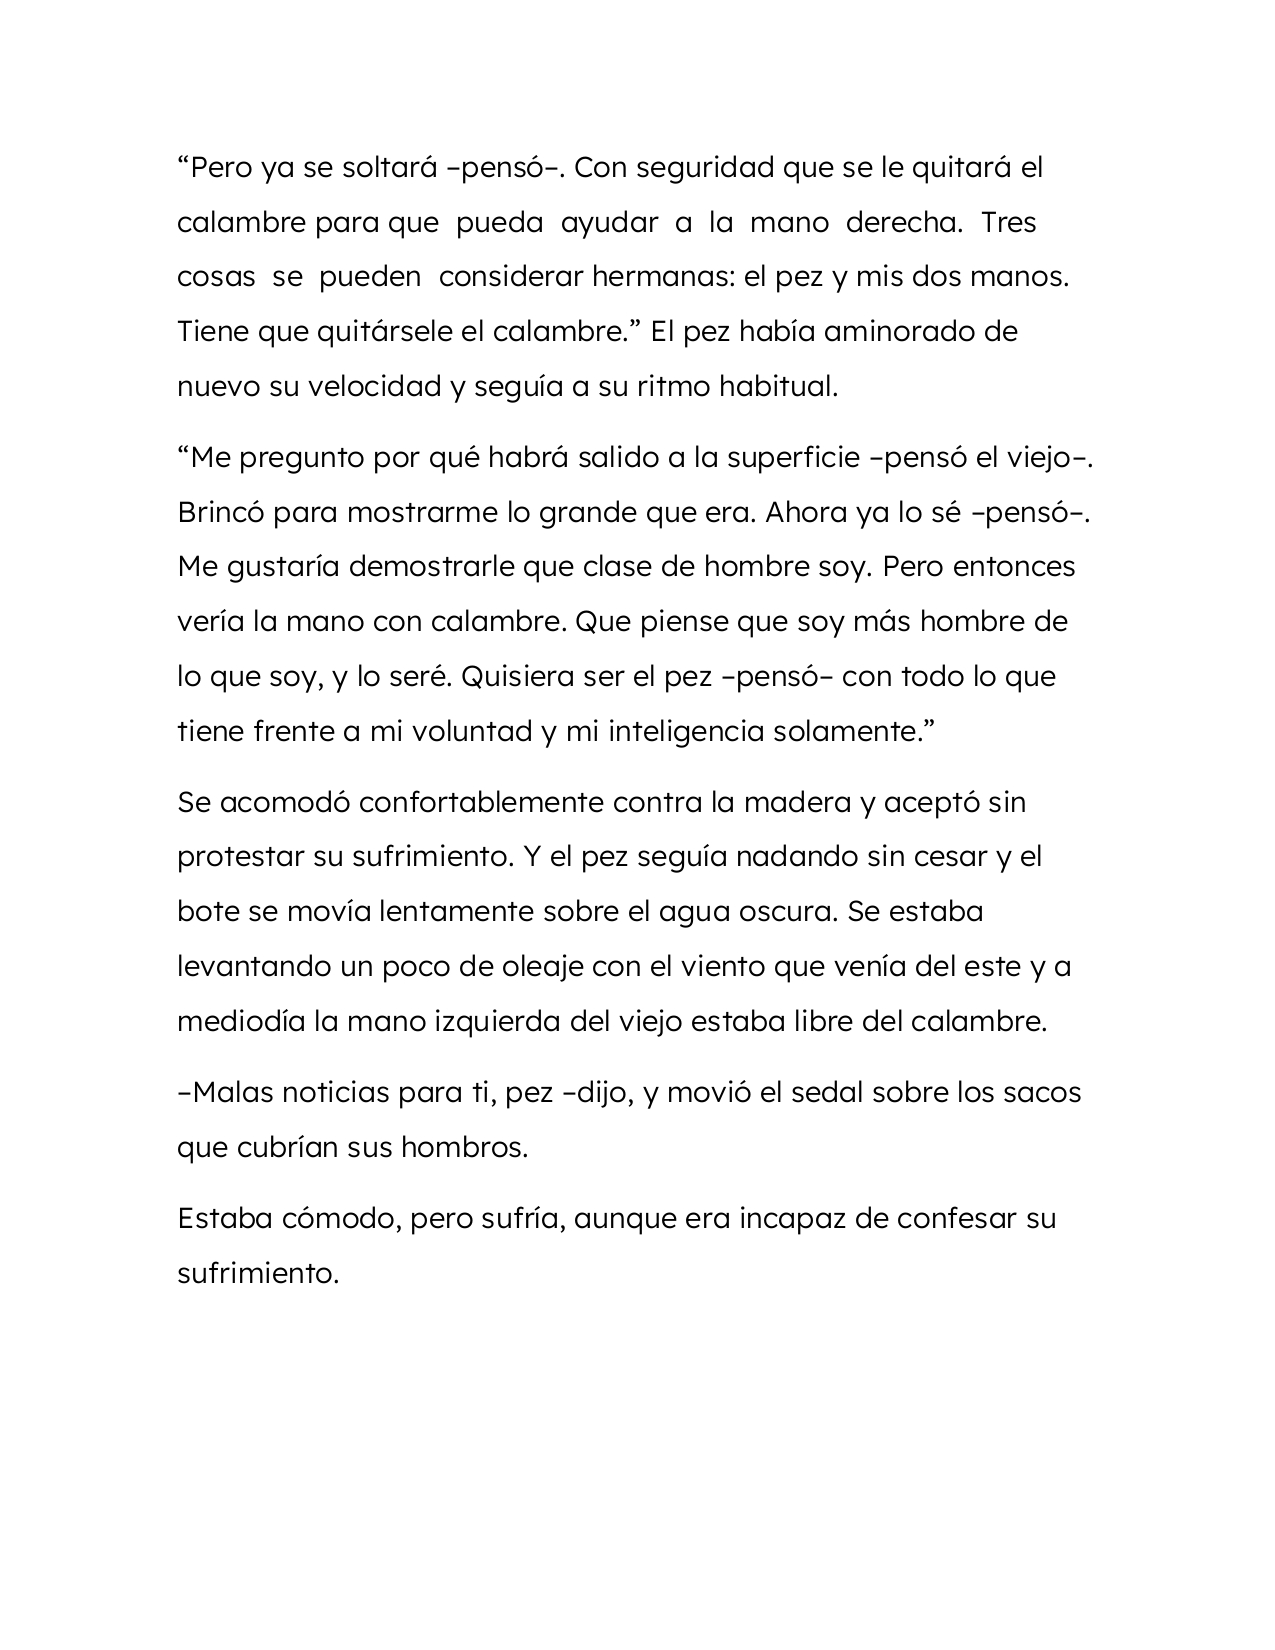 “Pero ya se soltará –pensó–. Con seguridad que se le quitará el
calambre para que pueda ayudar a la mano derecha. Tres
cosas se pueden considerar hermanas: el pez y mis dos manos.
Tiene que quitársele el calambre.” El pez había aminorado de
nuevo su velocidad y seguía a su ritmo habitual.
“Me pregunto por qué habrá salido a la superficie –pensó el viejo–.
Brincó para mostrarme lo grande que era. Ahora ya lo sé –pensó–.
Me gustaría demostrarle que clase de hombre soy. Pero entonces
vería la mano con calambre. Que piense que soy más hombre de
lo que soy, y lo seré. Quisiera ser el pez –pensó– con todo lo que
tiene frente a mi voluntad y mi inteligencia solamente.”
Se acomodó confortablemente contra la madera y aceptó sin
protestar su sufrimiento. Y el pez seguía nadando sin cesar y el
bote se movía lentamente sobre el agua oscura. Se estaba
levantando un poco de oleaje con el viento que venía del este y a
mediodía la mano izquierda del viejo estaba libre del calambre.
–Malas noticias para ti, pez –dijo, y movió el sedal sobre los sacos
que cubrían sus hombros.
Estaba cómodo, pero sufría, aunque era incapaz de confesar su
sufrimiento.